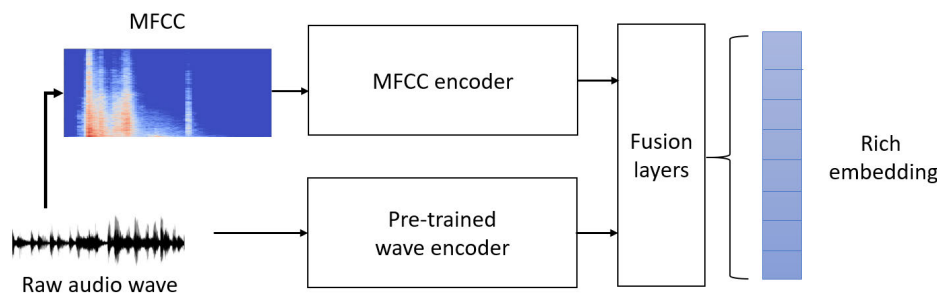 MFCC
MFCC encoder
Fusion
layers
Rich
embedding
Pre-trained
wave encoder
Raw audio wave